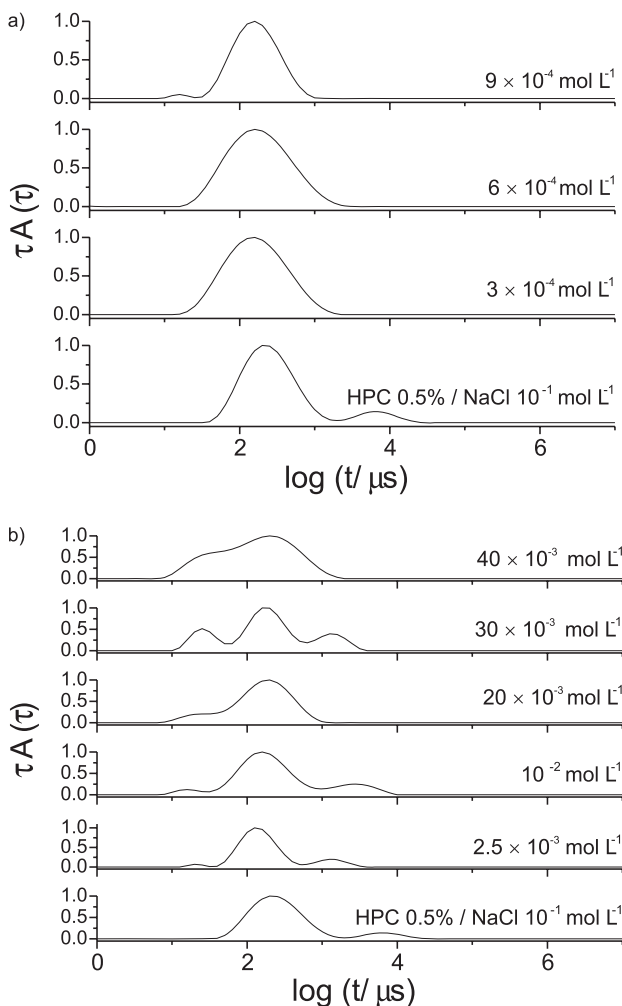 a)
1.0
0.5
0.0
9 × 10⁻⁴ mol L⁻¹
1.0
0.5
0.0
6 × 10⁻⁴ mol L⁻¹
1.0
0.5
0.0
3 × 10⁻⁴ mol L⁻¹
1.0
0.5
0.0
HPC 0.5% / NaCl 10⁻¹ mol L⁻¹
τ A (τ)
0 2 4 6
log (t/ μs)
b)
1.0
0.5
0.0
40 × 10⁻³ mol L⁻¹
1.0
0.5
0.0
30 × 10⁻³ mol L⁻¹
1.0
0.5
0.0
20 × 10⁻³ mol L⁻¹
1.0
0.5
0.0
10⁻² mol L⁻¹
1.0
0.5
0.0
2.5 × 10⁻³ mol L⁻¹
1.0
0.5
0.0
HPC 0.5% / NaCl 10⁻¹ mol L⁻¹
τ A (τ)
0 2 4 6
log (t/ μs)